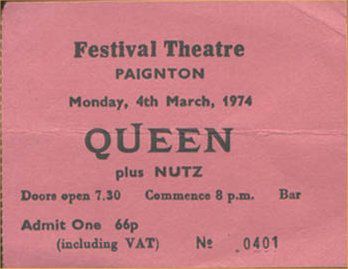 Festival Theatre
PAIGNTON
Monday, 4th March, 1974
QUEEN
plus NUTZ
Doors open 7.30 Commence 8 p.m. Bar
Admit One 66p
(including VAT) № 0401